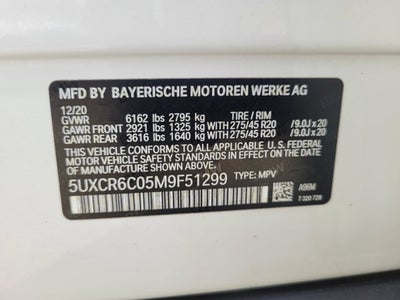 MFD BY BAYERISCHE MOTOREN WERKE AG
12/20
GVWR 6162 lbs 2795 kg TIRE / RIM
GAWR FRONT 2921 lbs 1325 kg WITH 275/45 R20 /9.0J x 20
GAWR REAR 3616 lbs 1640 kg WITH 275/45 R20 /9.0J x 20
THIS VEHICLE CONFORMS TO ALL APPLICABLE U.S. FEDERAL
MOTOR VEHICLE SAFETY STANDARDS IN EFFECT ON THE DATE OF
MANUFACTURE SHOWN ABOVE.
5UXCR6C05M9F51299 TYPE: MPV
A96MI
7 320 729